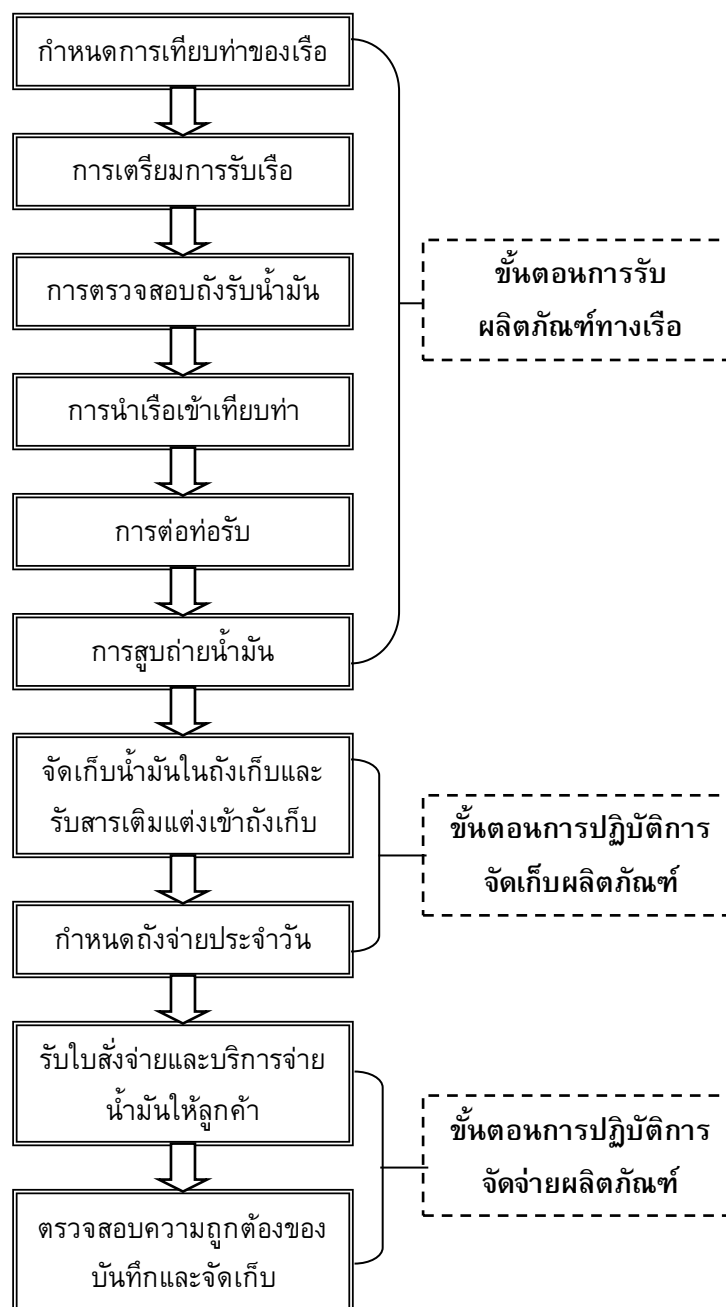 กำหนดการเทียบท่าของเรือ
การเตรียมการรับเรือ
การตรวจสอบถังรับน้ำมัน
ขั้นตอนการรับ
ผลิตภัณฑ์ทางเรือ
การนำเรือเข้าเทียบท่า
การต่อท่อรับ
การสูบถ่ายน้ำมัน
จัดเก็บน้ำมันในถังเก็บและ
รับสารเติมแต่งเข้าถังเก็บ
ขั้นตอนการปฏิบัติการ
จัดเก็บผลิตภัณฑ์
กำหนดถังจ่ายประจำวัน
รับใบสั่งจ่ายและบริการจ่าย
น้ำมันให้ลูกค้า
ขั้นตอนการปฏิบัติการ
จัดจ่ายผลิตภัณฑ์
ตรวจสอบความถูกต้องของ
บันทึกและจัดเก็บ